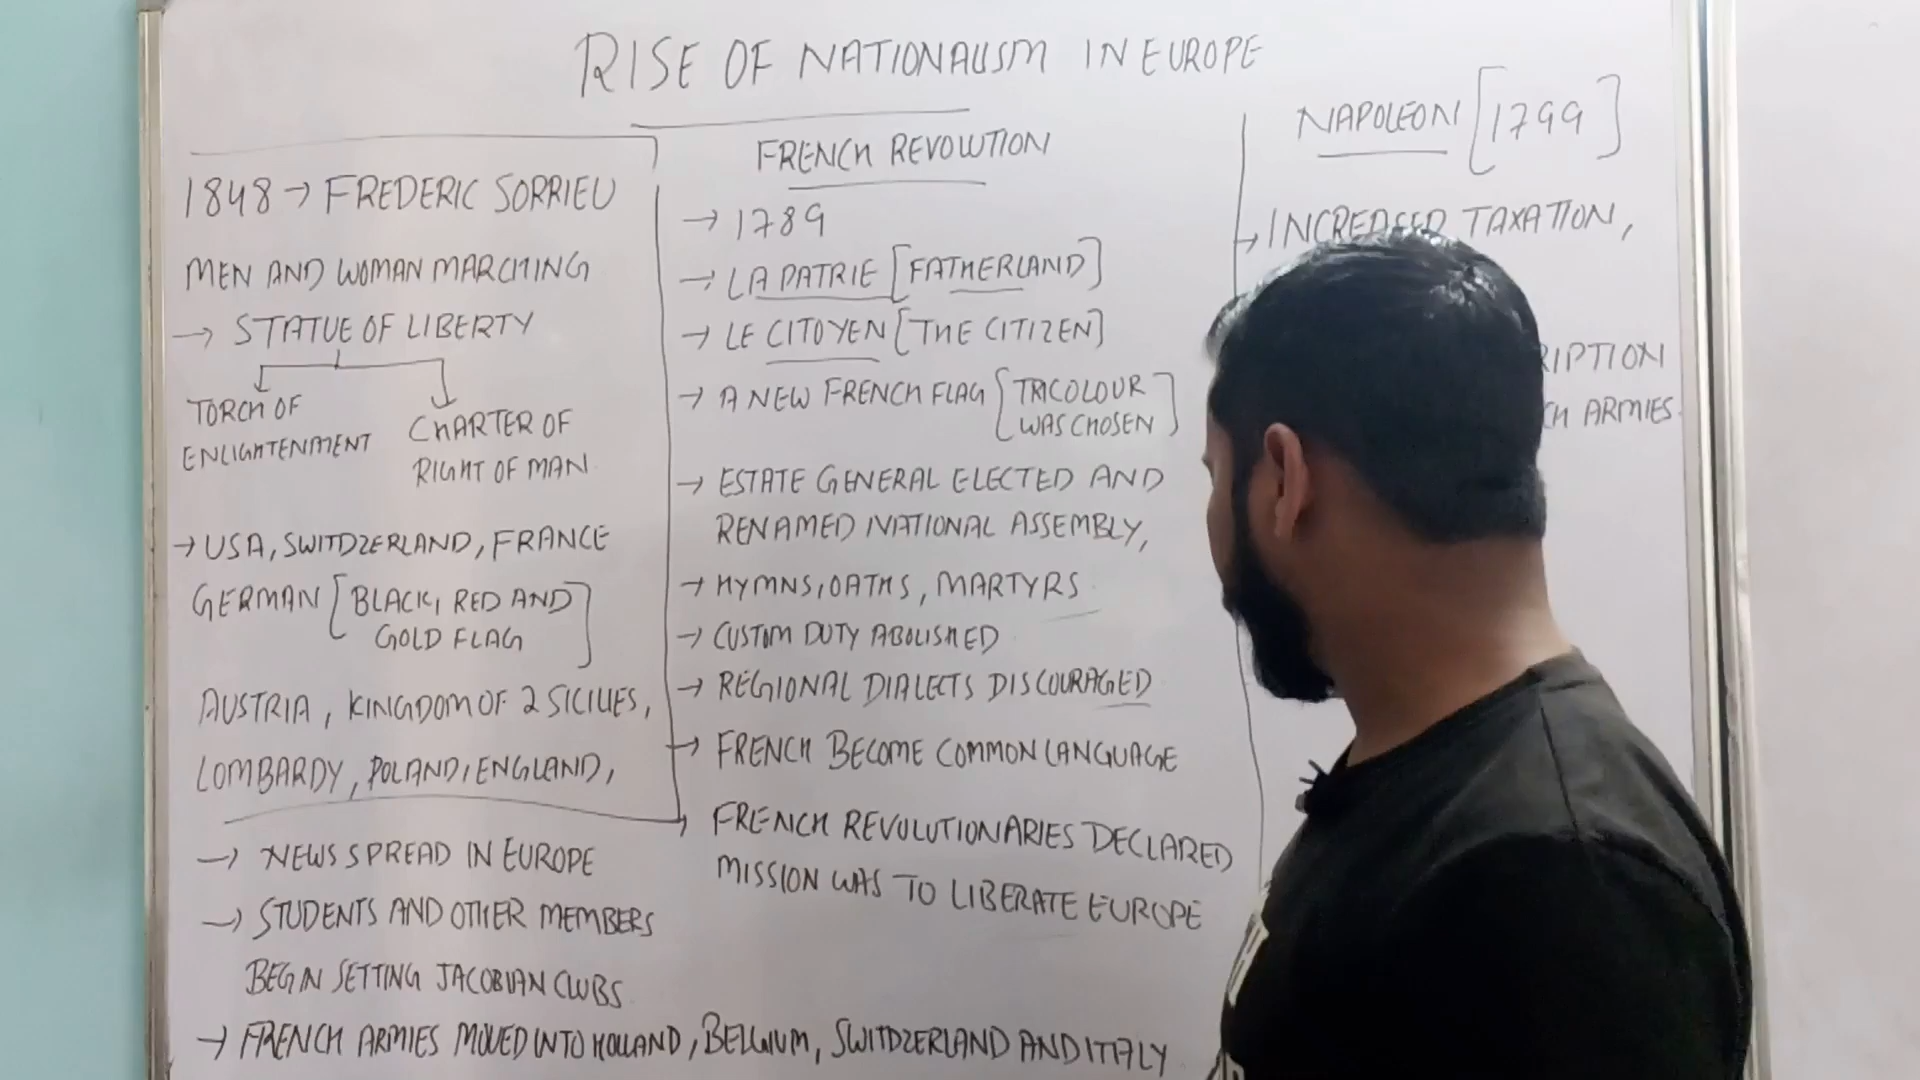 RISE OF NATIONALISM IN EUROPE
1848 → FREDERIC SORRIEU
MEN AND WOMAN MARCHING
→ STATUE OF LIBERTY
TORCH OF
ENLIGHTENMENT
CHARTER OF
RIGHT OF MAN
→ USA, SWITDZERLAND, FRANCE
GERMAN [BLACK, RED AND
GOLD FLAG]
AUSTRIA, KINGDOM OF 2 SICILIES,
LOMBARDY, POLAND, ENGLAND,
→ NEWS SPREAD IN EUROPE
→ STUDENTS AND OTHER MEMBERS
BEGIN SETTING JACOBIAN CLUBS
→ FRENCH ARMIES MOVED INTO HOLLAND, BELGIUM, SWITDZERLAND AND ITALY
FRENCH REVOLUTION
→ 1789
→ LA PATRIE [FATHERLAND]
→ LE CITOYEN [THE CITIZEN]
→ A NEW FRENCH FLAG [TRICOLOUR
WAS CHOSEN]
→ ESTATE GENERAL ELECTED AND
RENAMED NATIONAL ASSEMBLY,
→ HYMNS, OATHS, MARTYRS
→ CUSTOM DUTY ABOLISHED
→ REGIONAL DIALECTS DISCOURAGED
→ FRENCH BECOME COMMON LANGUAGE
FRENCH REVOLUTIONARIES DECLARED
MISSION WAS TO LIBERATE EUROPE
NAPOLEON [1799]
→ INCREASED TAXATION,
RIPTION
CH ARMIES